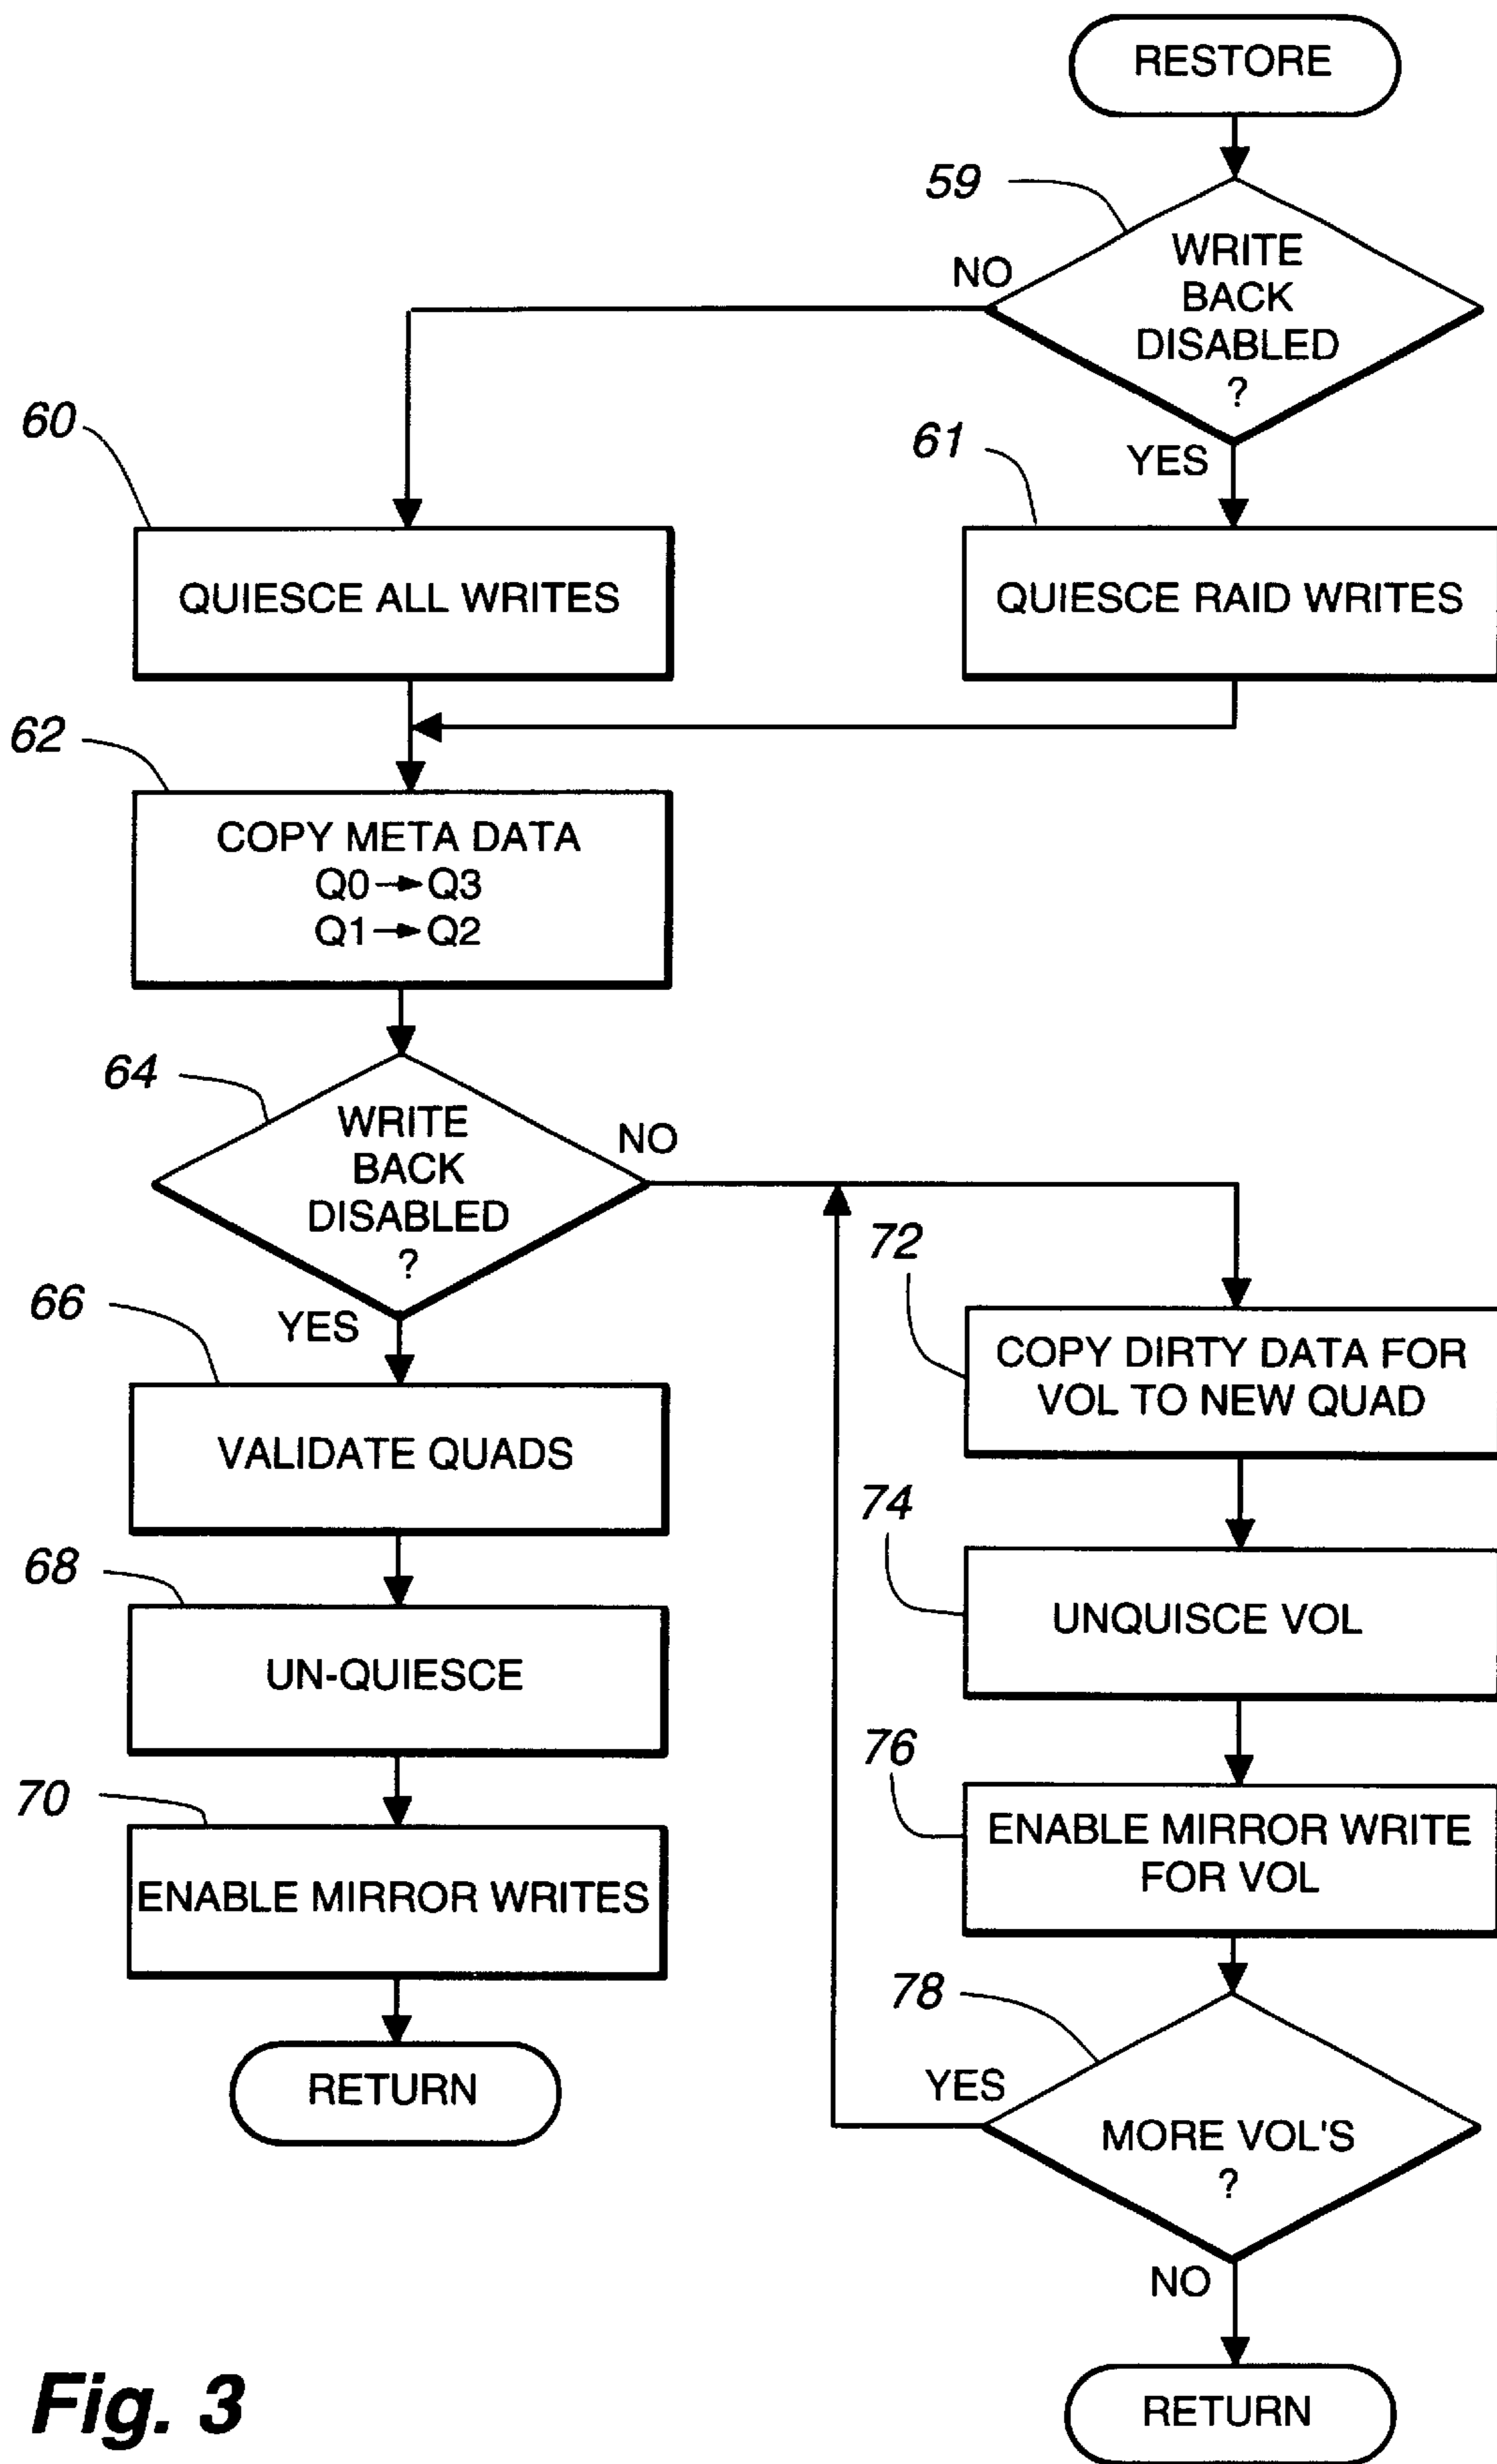 RESTORE
59
WRITE
BACK
DISABLED
?
NO
YES
60
61
QUIESCE ALL WRITES
QUIESCE RAID WRITES
62
COPY META DATA
Q0→Q3
Q1→Q2
64
WRITE
BACK
DISABLED
?
NO
YES
66
VALIDATE QUADS
68
UN-QUIESCE
70
ENABLE MIRROR WRITES
RETURN
72
COPY DIRTY DATA FOR
VOL TO NEW QUAD
74
UNQUISCE VOL
76
ENABLE MIRROR WRITE
FOR VOL
78
YES
MORE VOL'S
?
NO
RETURN
Fig. 3